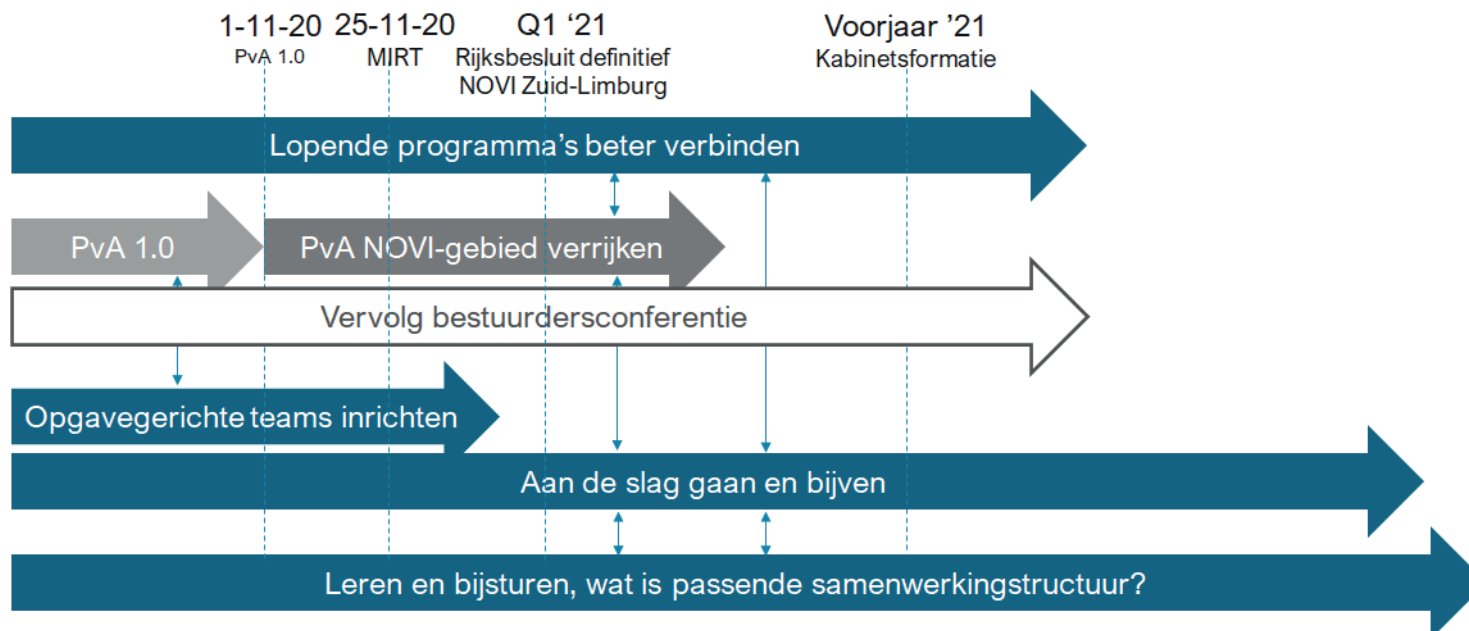 1-11-20
PvA 1.0
25-11-20
MIRT
Q1 ‘21
Rijksbesluit definitief
NOVI Zuid-Limburg
Voorjaar ’21
Kabinetsformatie
Lopende programma’s beter verbinden
PvA 1.0
PvA NOVI-gebied verrijken
Vervolg bestuurdersconferentie
Opgavegerichte teams inrichten
Aan de slag gaan en bijven
Leren en bijsturen, wat is passende samenwerkingstructuur?